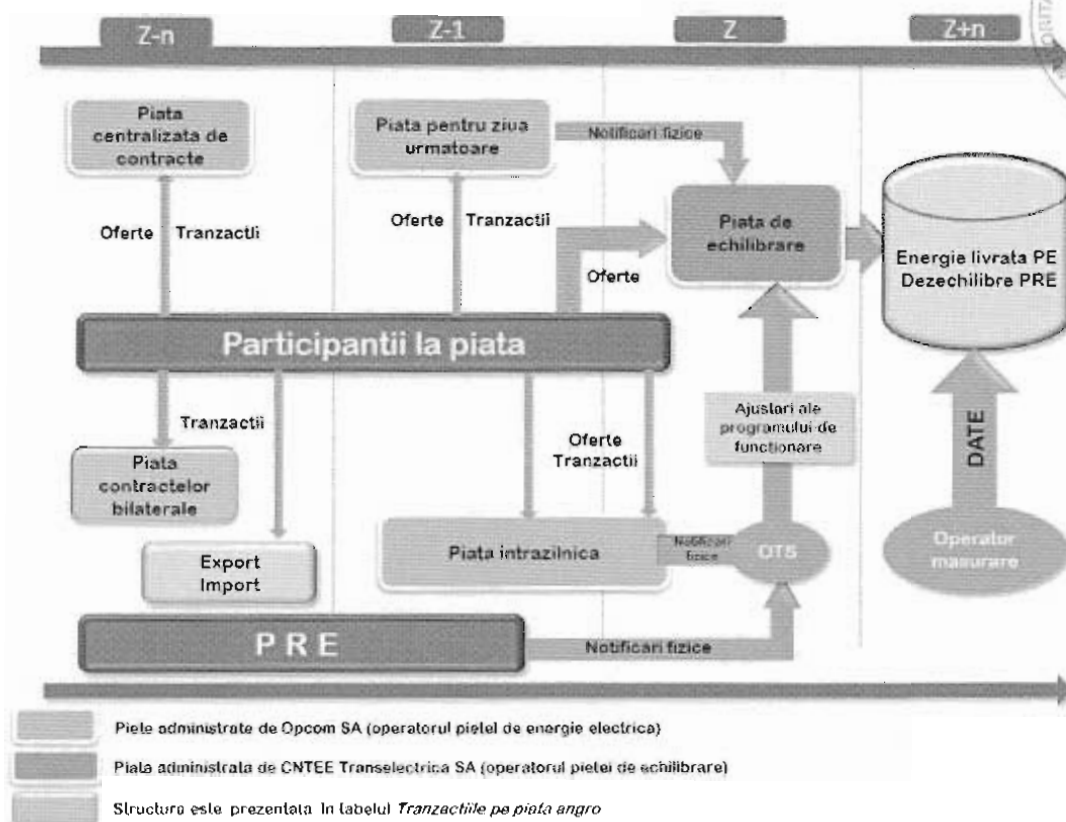 Z-n
Z-1
Z
Z+n
Piata
centralizata de
contracte
Piata pentru ziua
urmatoare
Notificari fizice
Piata de
echilibrare
Energie livrata PE
Dezechilibre PRE
Oferte
Tranzactii
Oferte
Tranzactii
Oferte
Participantii la piata
Tranzactii
Oferte
Tranzactii
Ajustari ale
programului de
functionare
DATE
Piata
contractelor
bilaterale
Export
Import
Piata intrazilnica
Notificari
fizice
OTS
Operator
masurare
P R E
Notificari fizice
Piete administrate de Opcom SA (operatorul pietei de energie electrica)
Piata administrata de CNTEE Transelectrica SA (operatorul pietei de echilibrare)
Structura este prezentata in tabelul Tranzactiile pe piata angro